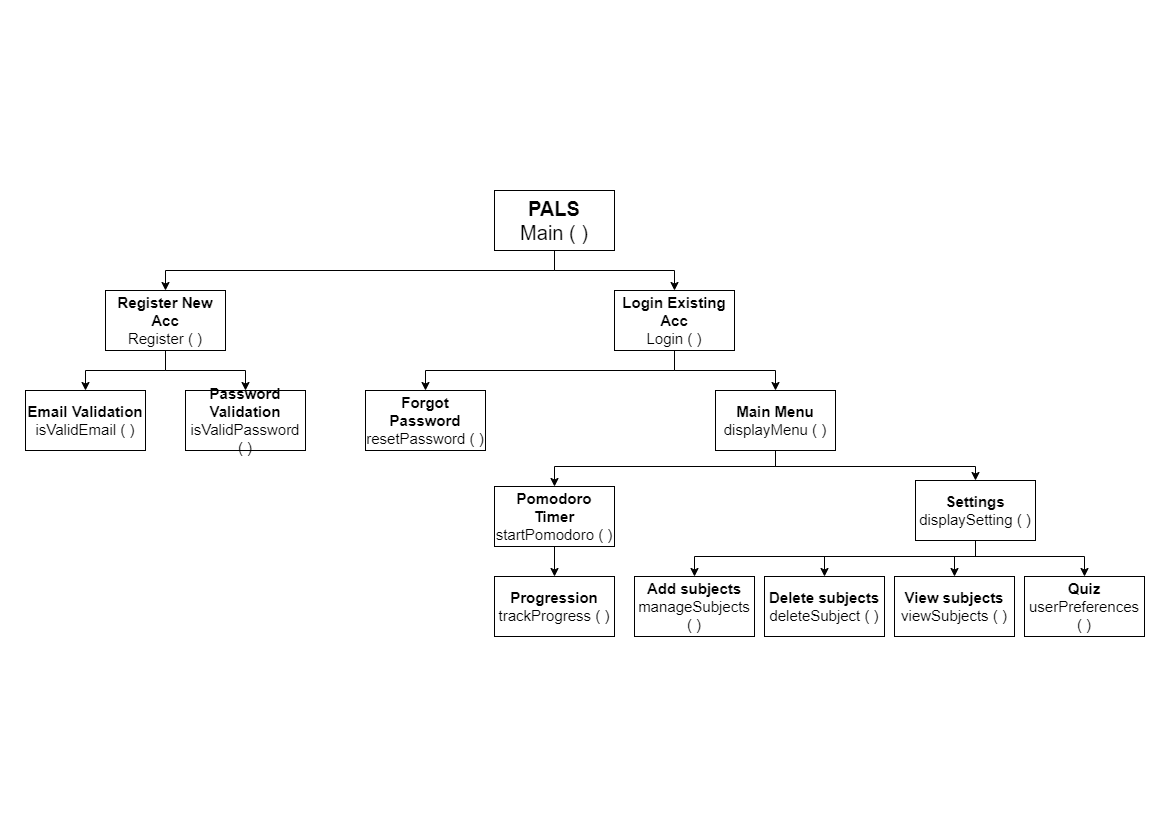 PALS
Main ( )
Register New
Acc
Register ( )
Login Existing
Acc
Login ( )
Email Validation
isValidEmail ( )
Password
Validation
isValidPassword
( )
Forgot
Password
resetPassword ( )
Main Menu
displayMenu ( )
Pomodoro
Timer
startPomodoro ( )
Settings
displaySetting ( )
Progression
trackProgress ( )
Add subjects
manageSubjects
( )
Delete subjects
deleteSubject ( )
View subjects
viewSubjects ( )
Quiz
userPreferences
( )